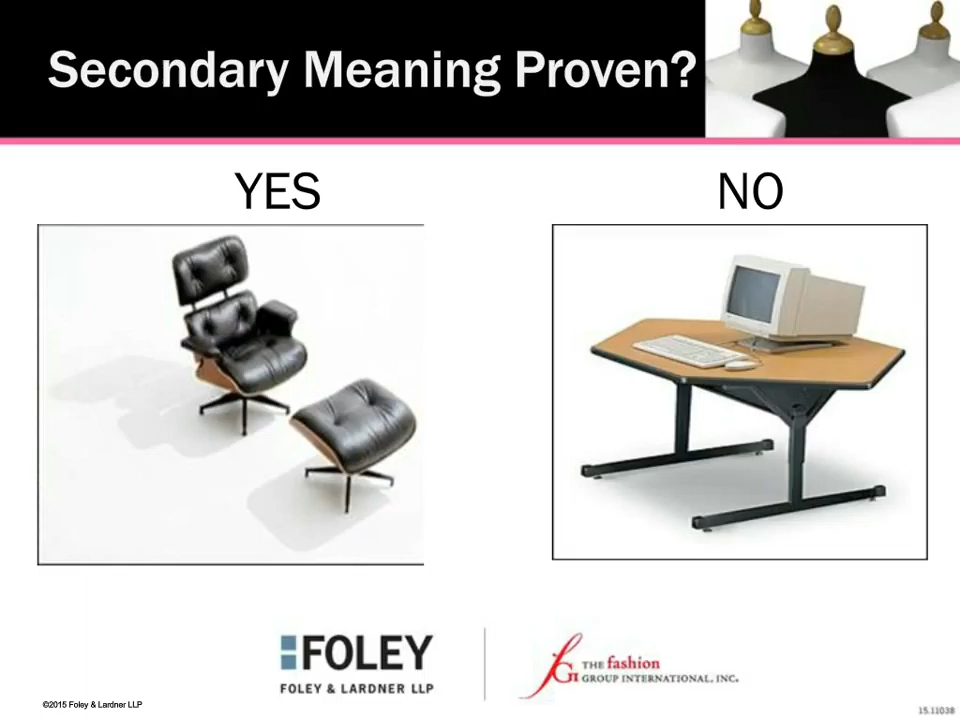 Secondary Meaning Proven?
YES
NO
FOLEY
FOLEY & LARDNER LLP
fGI THE fashion
GROUP INTERNATIONAL, INC.
©2015 Foley & Lardner LLP
15.11038